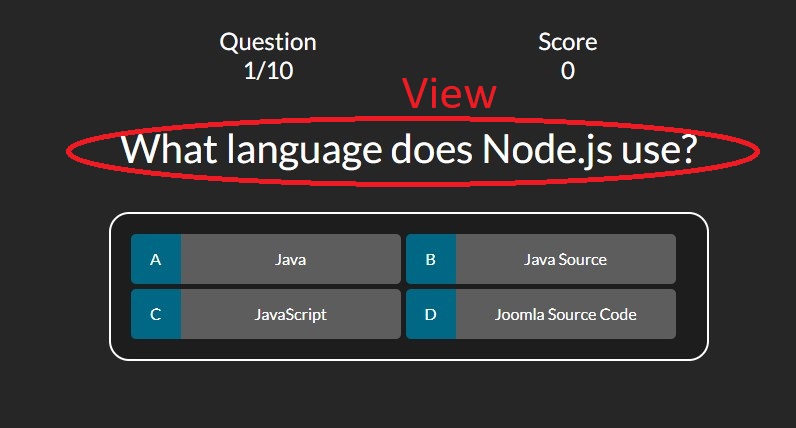 Question
1/10
Score
0
View
What language does Node.js use?
A Java
B Java Source
C JavaScript
D Joomla Source Code